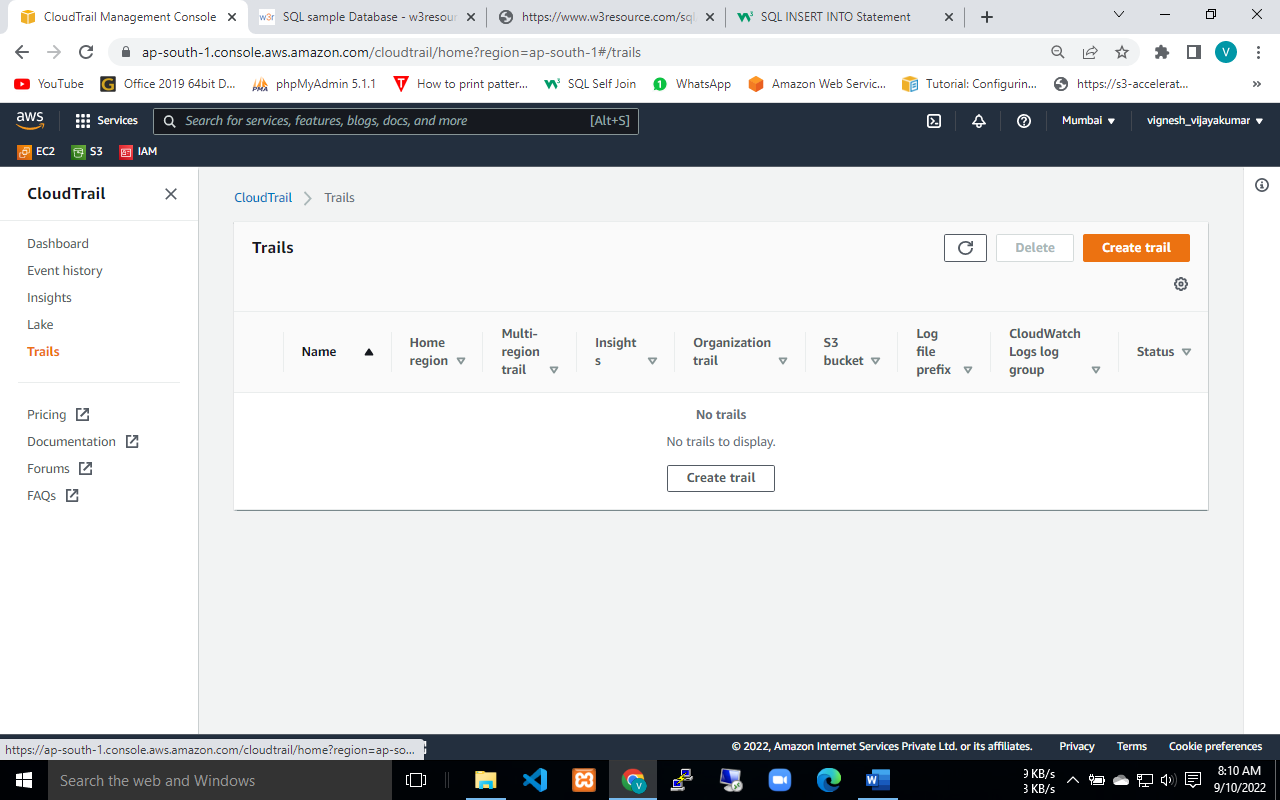 CloudTrail Management Console
SQL sample Database - w3resour
https://www.w3resource.com/sql
SQL INSERT INTO Statement
ap-south-1.console.aws.amazon.com/cloudtrail/home?region=ap-south-1#/trails
V
YouTube
Office 2019 64bit D...
phpMyAdmin 5.1.1
How to print patter...
SQL Self Join
WhatsApp
Amazon Web Servic...
Tutorial: Configurin...
https://s3-accelerat...
»
aws
Services
Search for services, features, blogs, docs, and more
[Alt+S]
Mumbai
vignesh_vijayakumar
EC2
S3
IAM
CloudTrail
Dashboard
Event history
Insights
Lake
Trails
Pricing
Documentation
Forums
FAQs
CloudTrail
Trails
Trails
Delete
Create trail
Name
Home
region
Multi-
region
trail
Insight
s
Organization
trail
S3
bucket
Log
file
prefix
CloudWatch
Logs log
group
Status
No trails
No trails to display.
Create trail
https://ap-south-1.console.aws.amazon.com/cloudtrail/home?region=ap-so...
© 2022, Amazon Internet Services Private Ltd. or its affiliates.
Privacy
Terms
Cookie preferences
Search the web and Windows
KB/s
KB/s
8:10 AM
9/10/2022